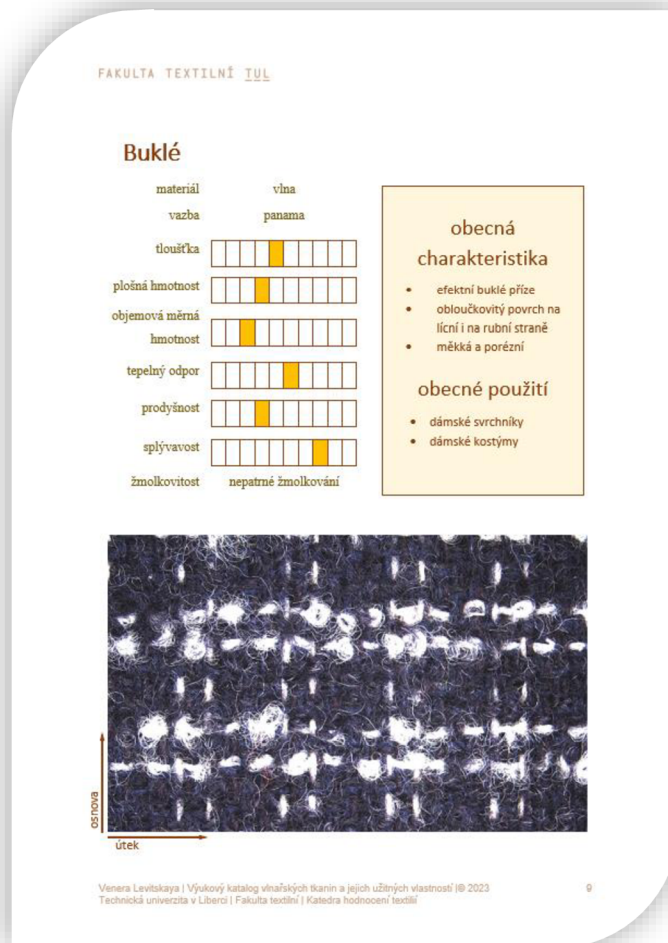 FAKULTA TEXTILNÍ TUL
Buklé
materiál vlna
vazba panama
tloušťka
plošná hmotnost
objemová měrná
hmotnost
tepelný odpor
prodyšnost
splývavost
žmolkovitost nepatrné žmolkování
obecná
charakteristika
• efektní buklé příze
• obloučkovitý povrch na
lícní i na rubní straně
• měkká a porézní
obecné použití
• dámské svrchníky
• dámské kostýmy
osnova
útek
Venera Levitskaya | Výukový katalog vlnařských tkanin a jejich užitných vlastností |© 2023
Technická univerzita v Liberci | Fakulta textilní | Katedra hodnocení textilií
9